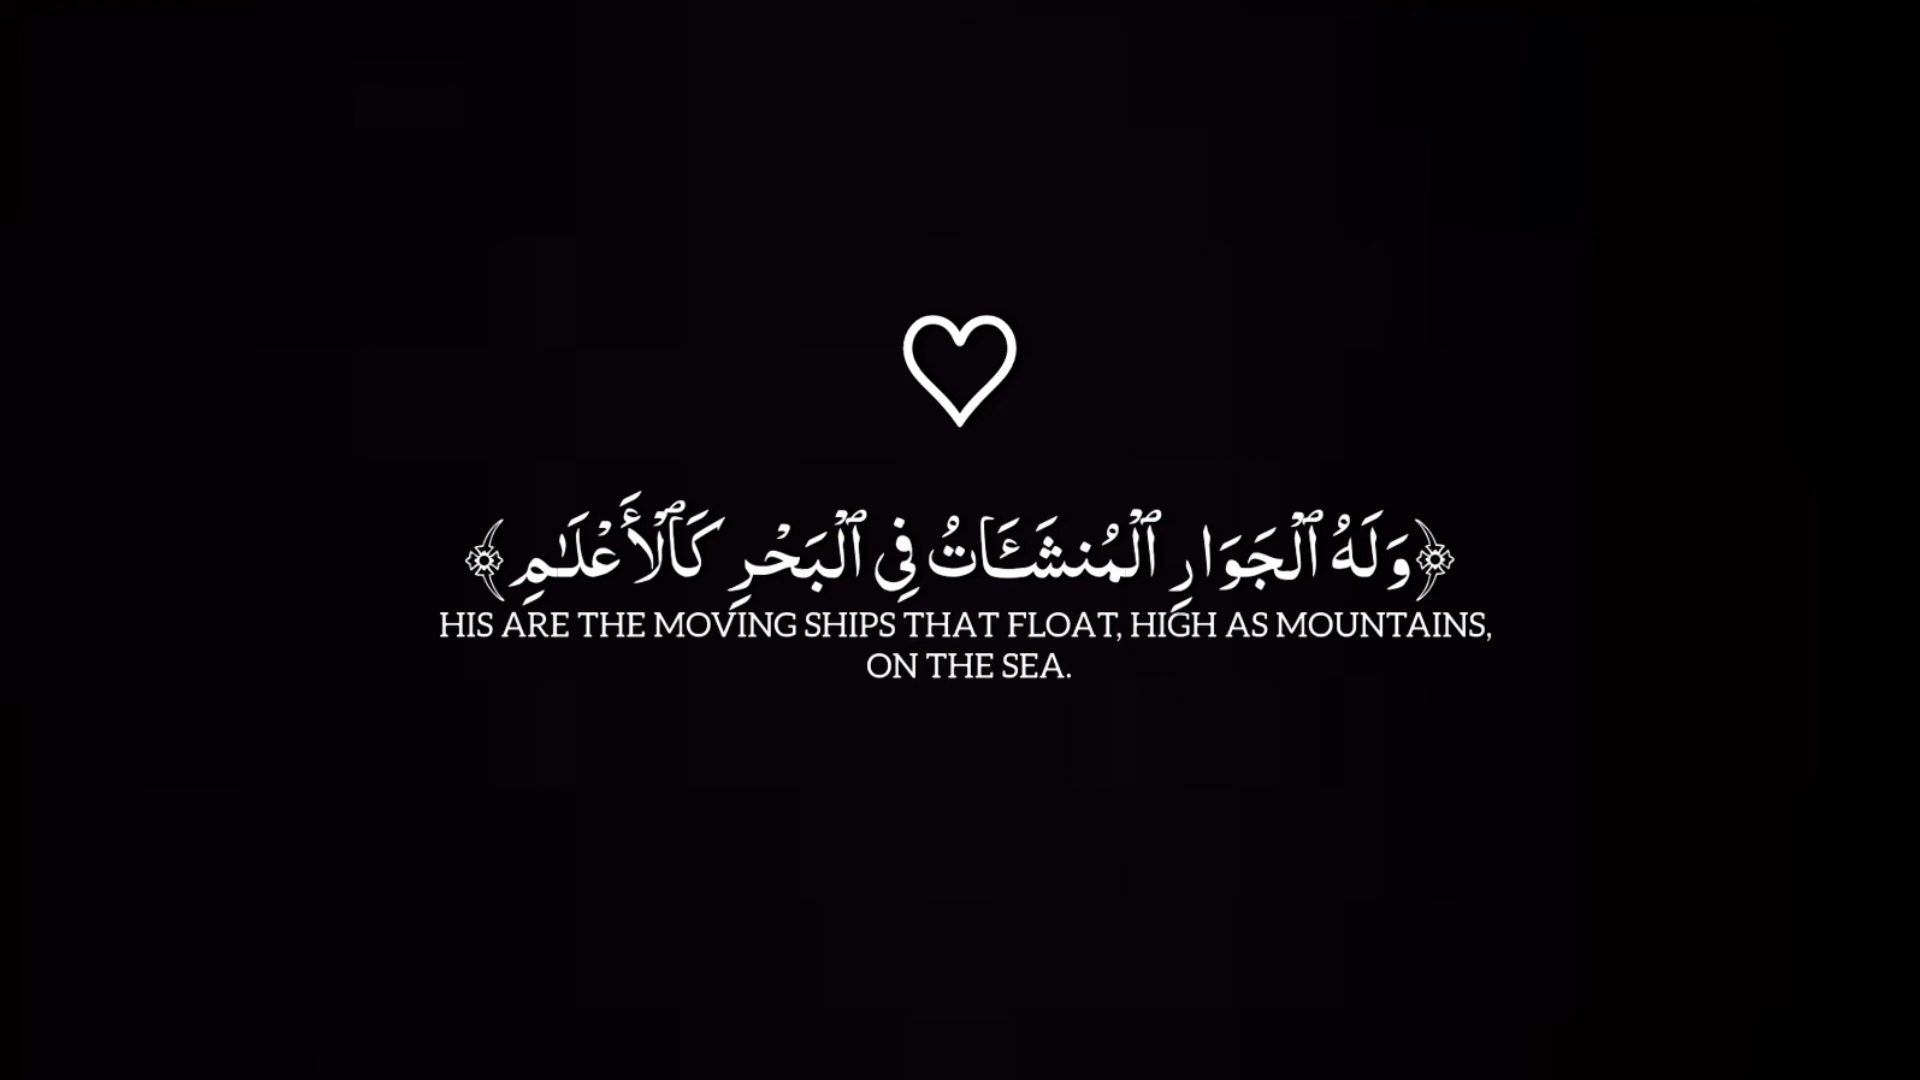 ﴿وَلَهُ ٱلْجَوَارِ ٱلْمُنشَـَٔاتُ فِى ٱلْبَحْرِ كَٱلْأَعْلَـٰمِ﴾
HIS ARE THE MOVING SHIPS THAT FLOAT, HIGH AS MOUNTAINS,
ON THE SEA.